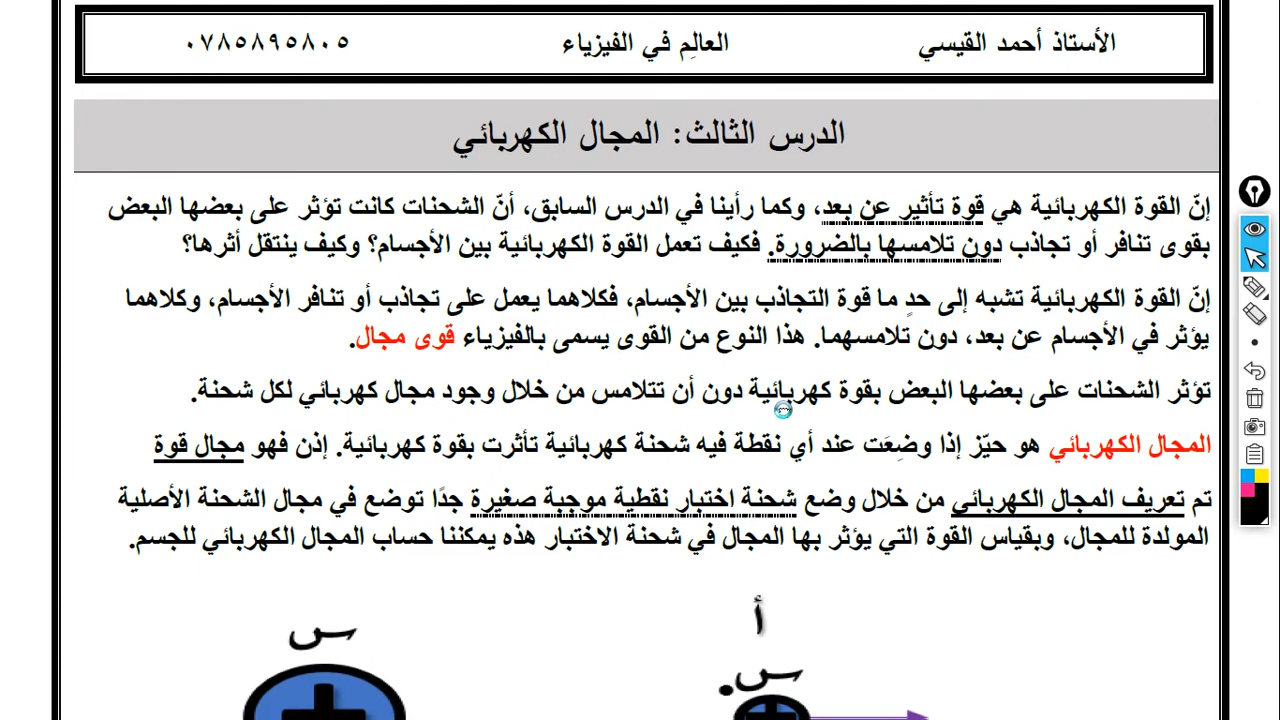 الأستاذ أحمد القيسي العالِم في الفيزياء ٠٧٨٥٨٩٥٨٠٥
الدرس الثالث: المجال الكهربائي
إنّ القوة الكهربائية هي قوة تأثير عن بعد، وكما رأينا في الدرس السابق، أنّ الشحنات كانت تؤثر على بعضها البعض
بقوى تنافر أو تجاذب دون تلامسها بالضرورة. فكيف تعمل القوة الكهربائية بين الأجسام؟ وكيف ينتقل أثرها؟
إنّ القوة الكهربائية تشبه إلى حدٍ ما قوة التجاذب بين الأجسام، فكلاهما يعمل على تجاذب أو تنافر الأجسام، وكلاهما
يؤثر في الأجسام عن بعد، دون تلامسهما. هذا النوع من القوى يسمى بالفيزياء قوى مجال.
تؤثر الشحنات على بعضها البعض بقوة كهربائية دون أن تتلامس من خلال وجود مجال كهربائي لكل شحنة.
المجال الكهربائي هو حيّز إذا وضِعَت عند أي نقطة فيه شحنة كهربائية تأثرت بقوة كهربائية. إذن فهو مجال قوة
تم تعريف المجال الكهربائي من خلال وضع شحنة اختبار نقطية موجبة صغيرة جدًا توضع في مجال الشحنة الأصلية
المولدة للمجال، وبقياس القوة التي يؤثر بها المجال في شحنة الاختبار هذه يمكننا حساب المجال الكهربائي للجسم.
أ
س
س.